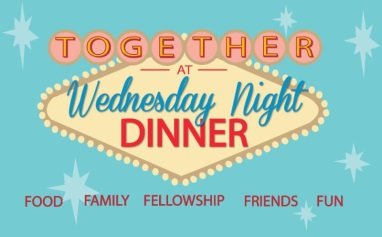 TOGETHER
AT
Wednesday Night
DINNER
FOOD FAMILY FELLOWSHIP FRIENDS FUN